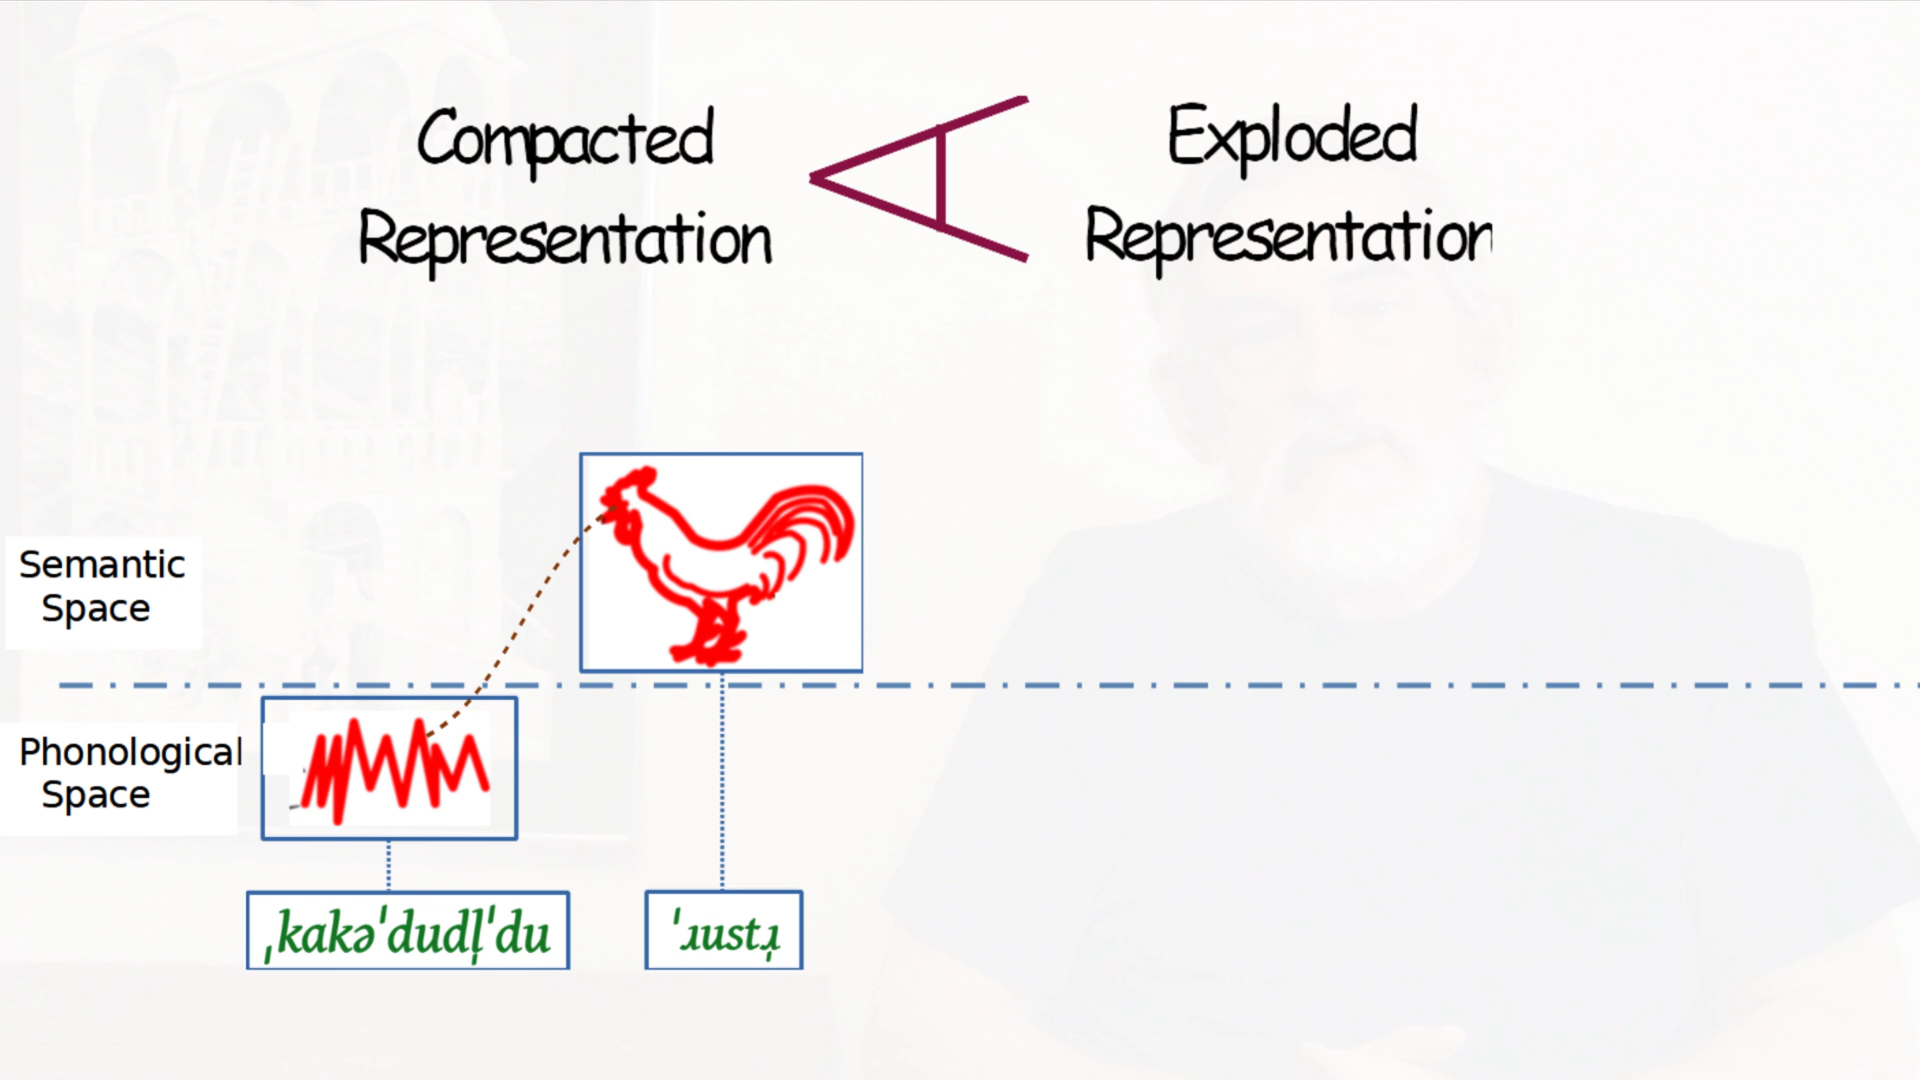 Compacted
Representation
Exploded
Representation
Semantic
Space
Phonological
Space
ˌkakəˈdudl̩ˈdu
ˈɹustɹ̩